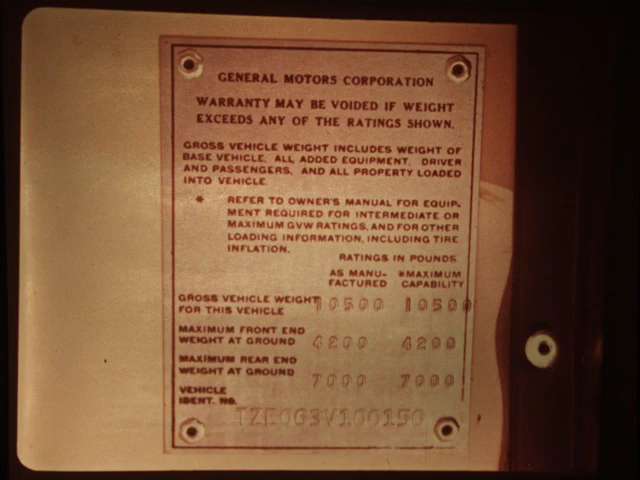 GENERAL MOTORS CORPORATION
WARRANTY MAY BE VOIDED IF WEIGHT
EXCEEDS ANY OF THE RATINGS SHOWN.
GROSS VEHICLE WEIGHT INCLUDES WEIGHT OF
BASE VEHICLE, ALL ADDED EQUIPMENT, DRIVER
AND PASSENGERS, AND ALL PROPERTY LOADED
INTO VEHICLE.
* REFER TO OWNER'S MANUAL FOR EQUIP-
MENT REQUIRED FOR INTERMEDIATE OR
MAXIMUM GVW RATINGS, AND FOR OTHER
LOADING INFORMATION, INCLUDING TIRE
INFLATION.
RATINGS IN POUNDS
AS MANU- *MAXIMUM
FACTURED CAPABILITY
GROSS VEHICLE WEIGHT
FOR THIS VEHICLE 10500 10500
MAXIMUM FRONT END
WEIGHT AT GROUND 4200 4200
MAXIMUM REAR END
WEIGHT AT GROUND 7000 7000
VEHICLE
IDENT. NO.
TZE063V100150